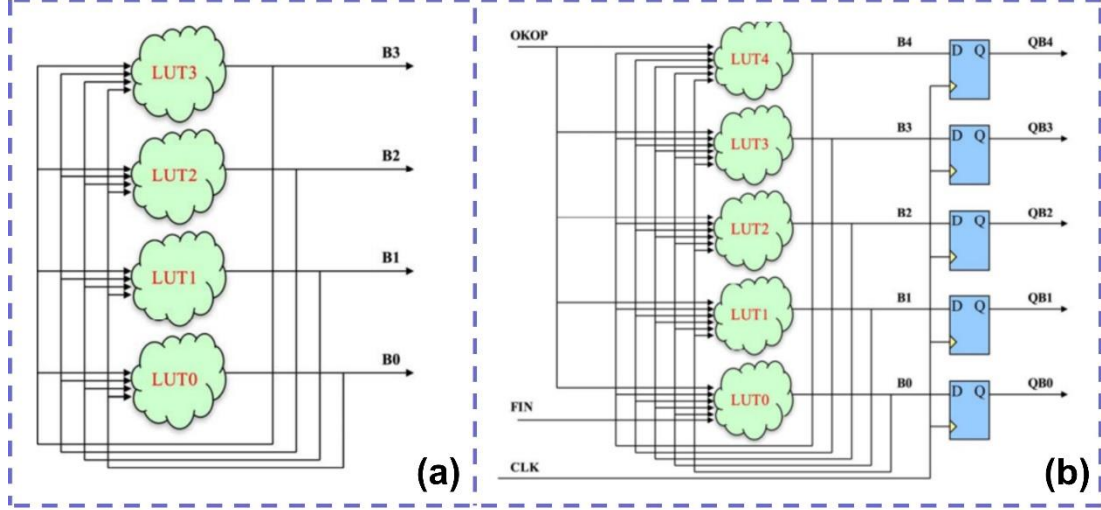 LUT3
B3
LUT2
B2
LUT1
B1
LUT0
B0
(a)
OKOP
LUT4
B4
D Q
QB4
LUT3
B3
D Q
QB3
LUT2
B2
D Q
QB2
LUT1
B1
D Q
QB1
LUT0
B0
D Q
QB0
FIN
CLK
(b)